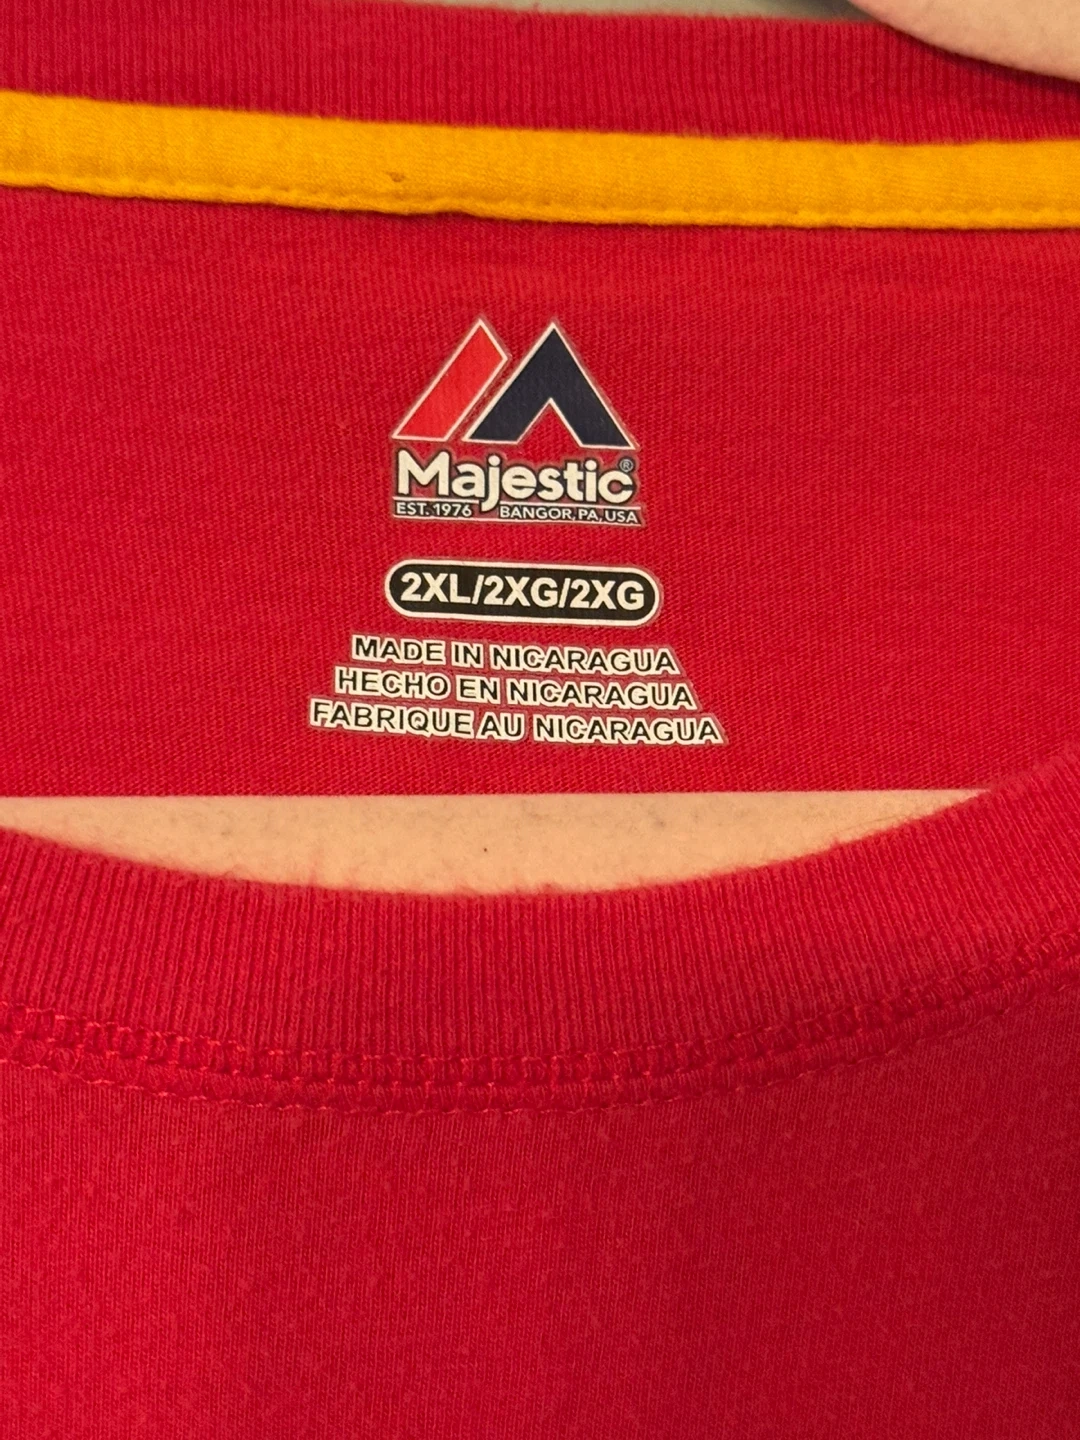 Majestic®
EST. 1976 BANGOR, PA, USA
2XL/2XG/2XG
MADE IN NICARAGUA
HECHO EN NICARAGUA
FABRIQUE AU NICARAGUA